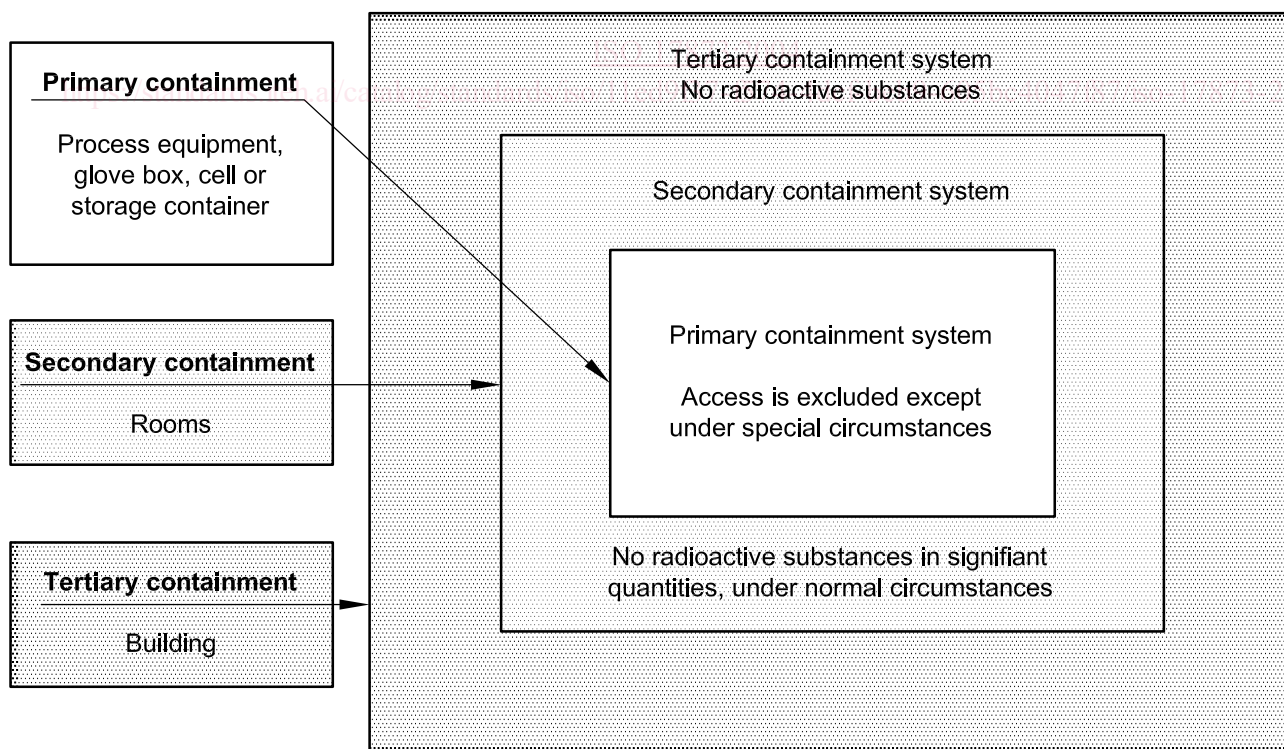 Primary containment
Process equipment,
glove box, cell or
storage container
Secondary containment
Rooms
Tertiary containment
Building
Tertiary containment system
No radioactive substances
Secondary containment system
Primary containment system
Access is excluded except
under special circumstances
No radioactive substances in signifiant
quantities, under normal circumstances